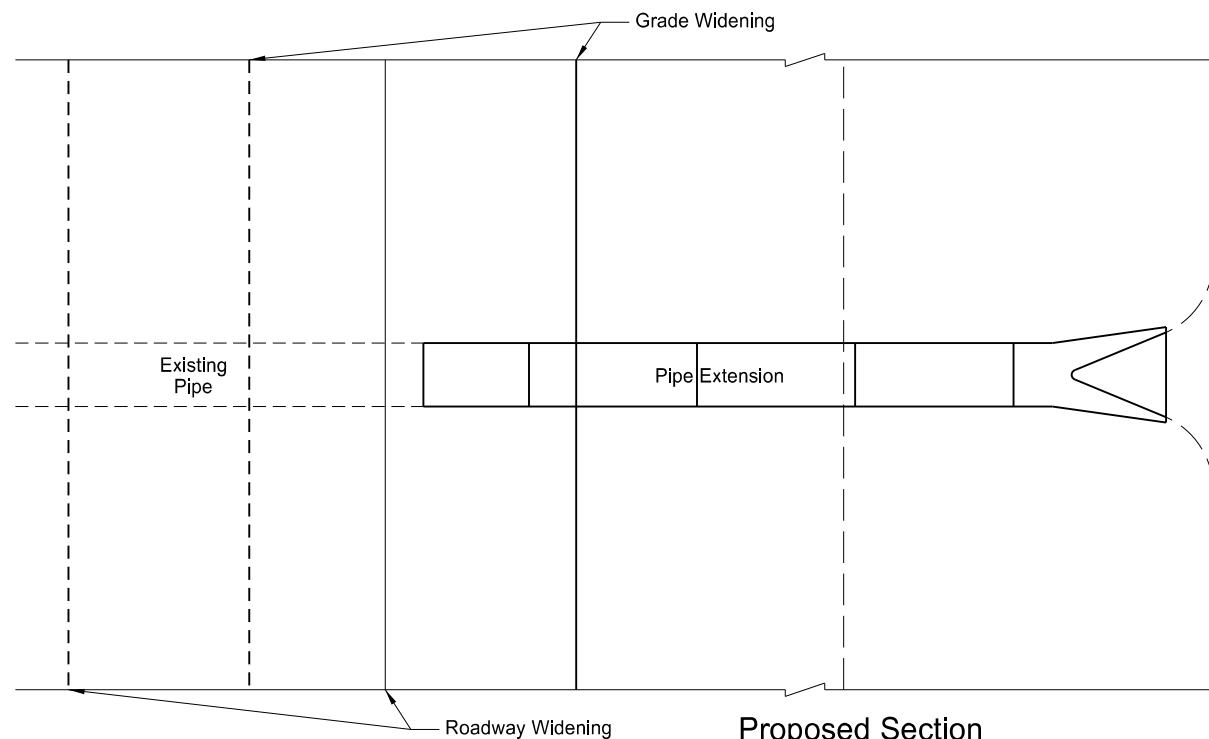 Grade Widening
Existing
Pipe
Pipe Extension
Roadway Widening
Proposed Section